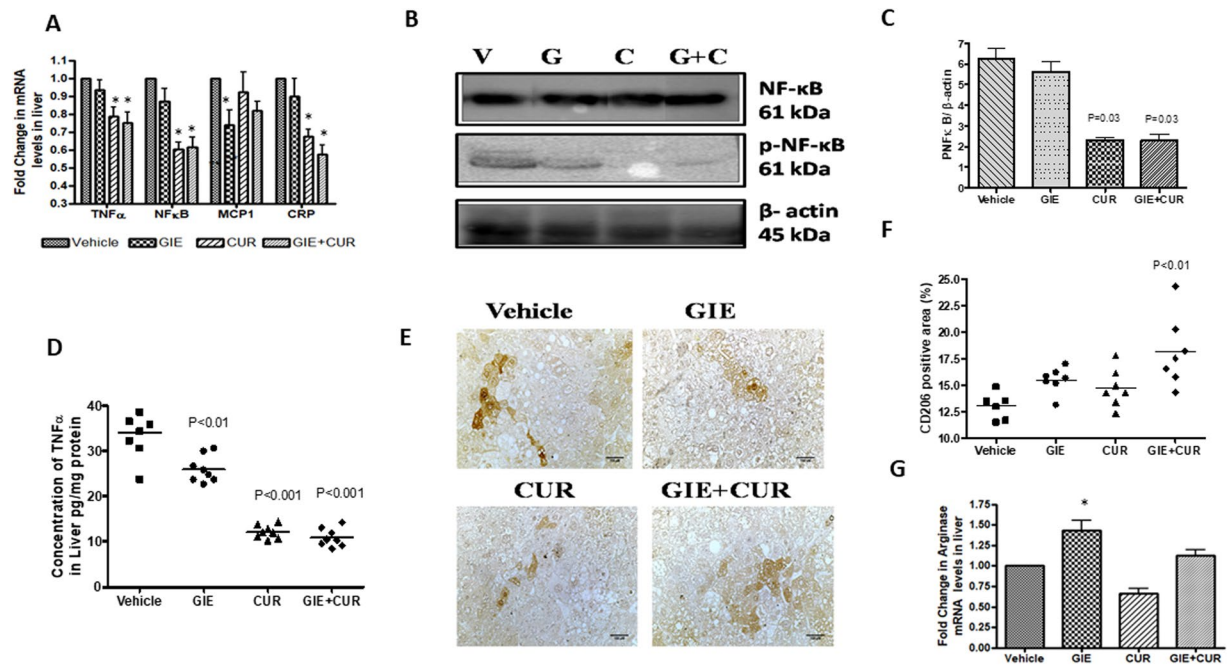 A
Fold Change in mRNA
levels in liver
1.1
1.0
0.9
0.8
0.7
0.6
0.5
0.4
0.3
* *
* *
*
* *
TNFα NFκB MCP1 CRP
Vehicle GIE CUR GIE+CUR
B
V G C G+C
NF-κB
61 kDa
p-NF-κB
61 kDa
β- actin
45 kDa
C
PNFκ B/ β-actin
7
6
5
4
3
2
1
0
P=0.03 P=0.03
Vehicle GIE CUR GIE+CUR
D
Concentration of TNFα
in Liver pg/mg protein
40
30
20
10
0
P<0.01
P<0.001 P<0.001
Vehicle GIE CUR GIE+CUR
E
Vehicle GIE
CUR GIE+CUR
F
CD206 positive area (%)
25.0
22.5
20.0
17.5
15.0
12.5
10.0
P<0.01
Vehicle GIE CUR GIE+CUR
G
Fold Change in Arginase
mRNA levels in liver
1.75
1.50
1.25
1.00
0.75
0.50
0.25
0.00
*
Vehicle GIE CUR GIE+CUR